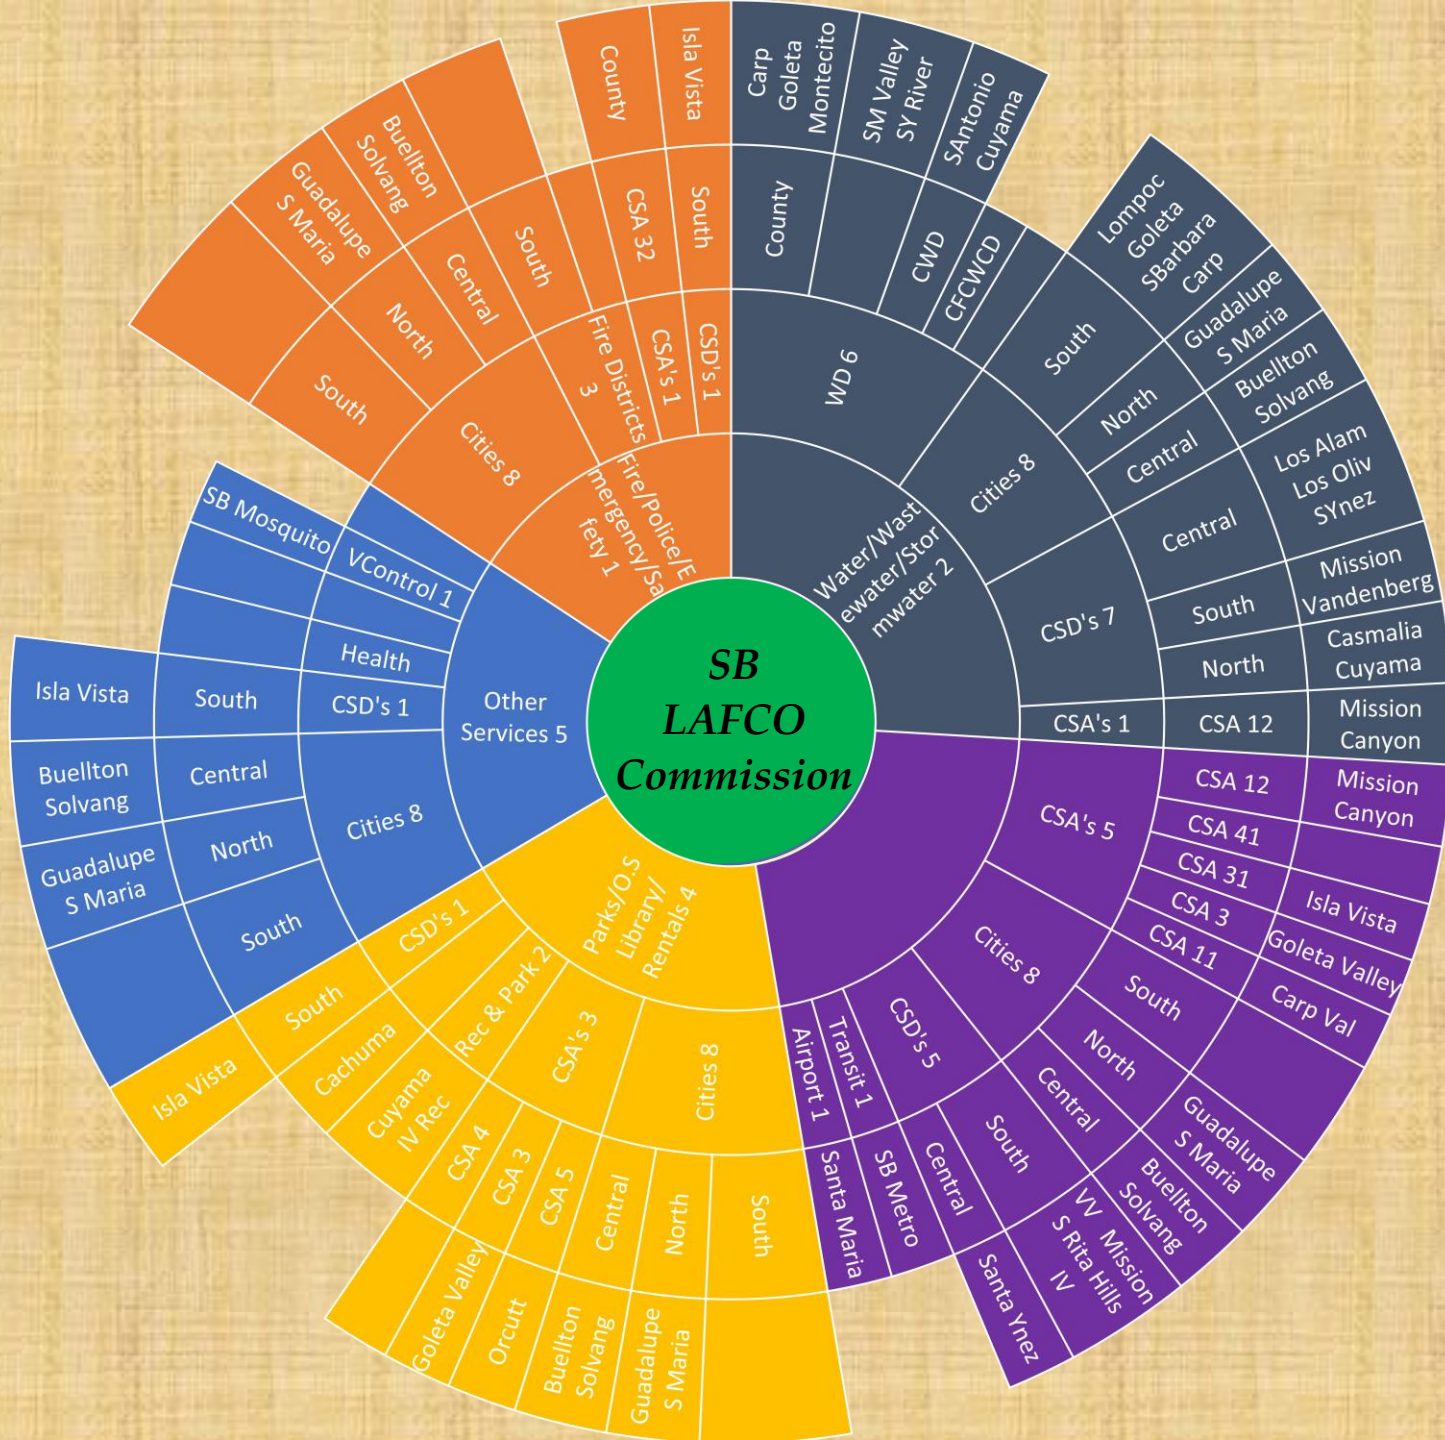 SB
LAFCO
Commission
Water/Wast
ewater/Stor
mwater 2
WD 6
County
Carp
Goleta
Montecito
SM Valley
SY River
CWD
SAntonio
Cuyama
CFCWCD
Cities 8
South
Lompoc
Goleta
SBarbara
Carp
North
Guadalupe
S Maria
Central
Buellton
Solvang
CSD's 7
Central
Los Alam
Los Oliv
SYnez
South
Mission
Vandenberg
North
Casmalia
Cuyama
CSA's 1
CSA 12
Mission
Canyon
CSA's 5
CSA 12
Mission
Canyon
CSA 41
CSA 31
Isla Vista
CSA 3
Goleta Valley
CSA 11
Carp Val
Cities 8
South
North
Guadalupe
S Maria
Central
Buellton
Solvang
CSD's 5
South
VV Mission
S Rita Hills
IV
Central
Santa Ynez
Transit 1
SB Metro
Airport 1
Santa Maria
Parks/O.S
Library/
Rentals 4
Cities 8
South
North
Guadalupe
S Maria
Central
Buellton
Solvang
CSA's 3
CSA 5
Orcutt
CSA 3
Goleta Valley
CSA 4
Rec & Park 2
Cuyama
IV Rec
Cachuma
CSD's 1
South
Isla Vista
Other
Services 5
Cities 8
South
North
Guadalupe
S Maria
Central
Buellton
Solvang
CSD's 1
South
Isla Vista
Health
VControl 1
SB Mosquito
Fire/Police/E
mergency/Sa
fety 1
Cities 8
South
North
Guadalupe
S Maria
Central
Buellton
Solvang
Fire Districts
3
South
CSA's 1
CSA 32
County
CSD's 1
South
Isla Vista